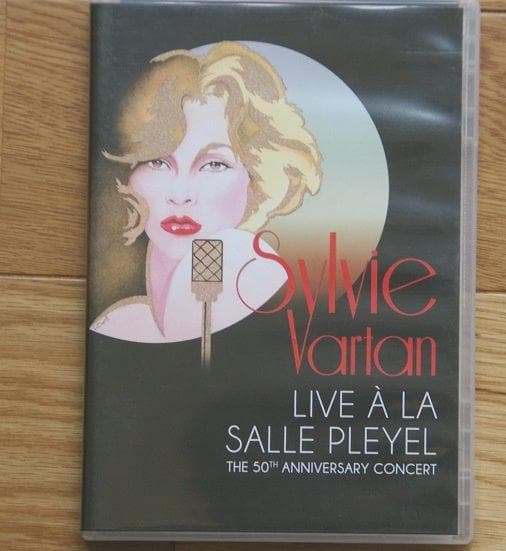 Sylvie
Vartan
LIVE À LA
SALLE PLEYEL
THE 50TH ANNIVERSARY CONCERT